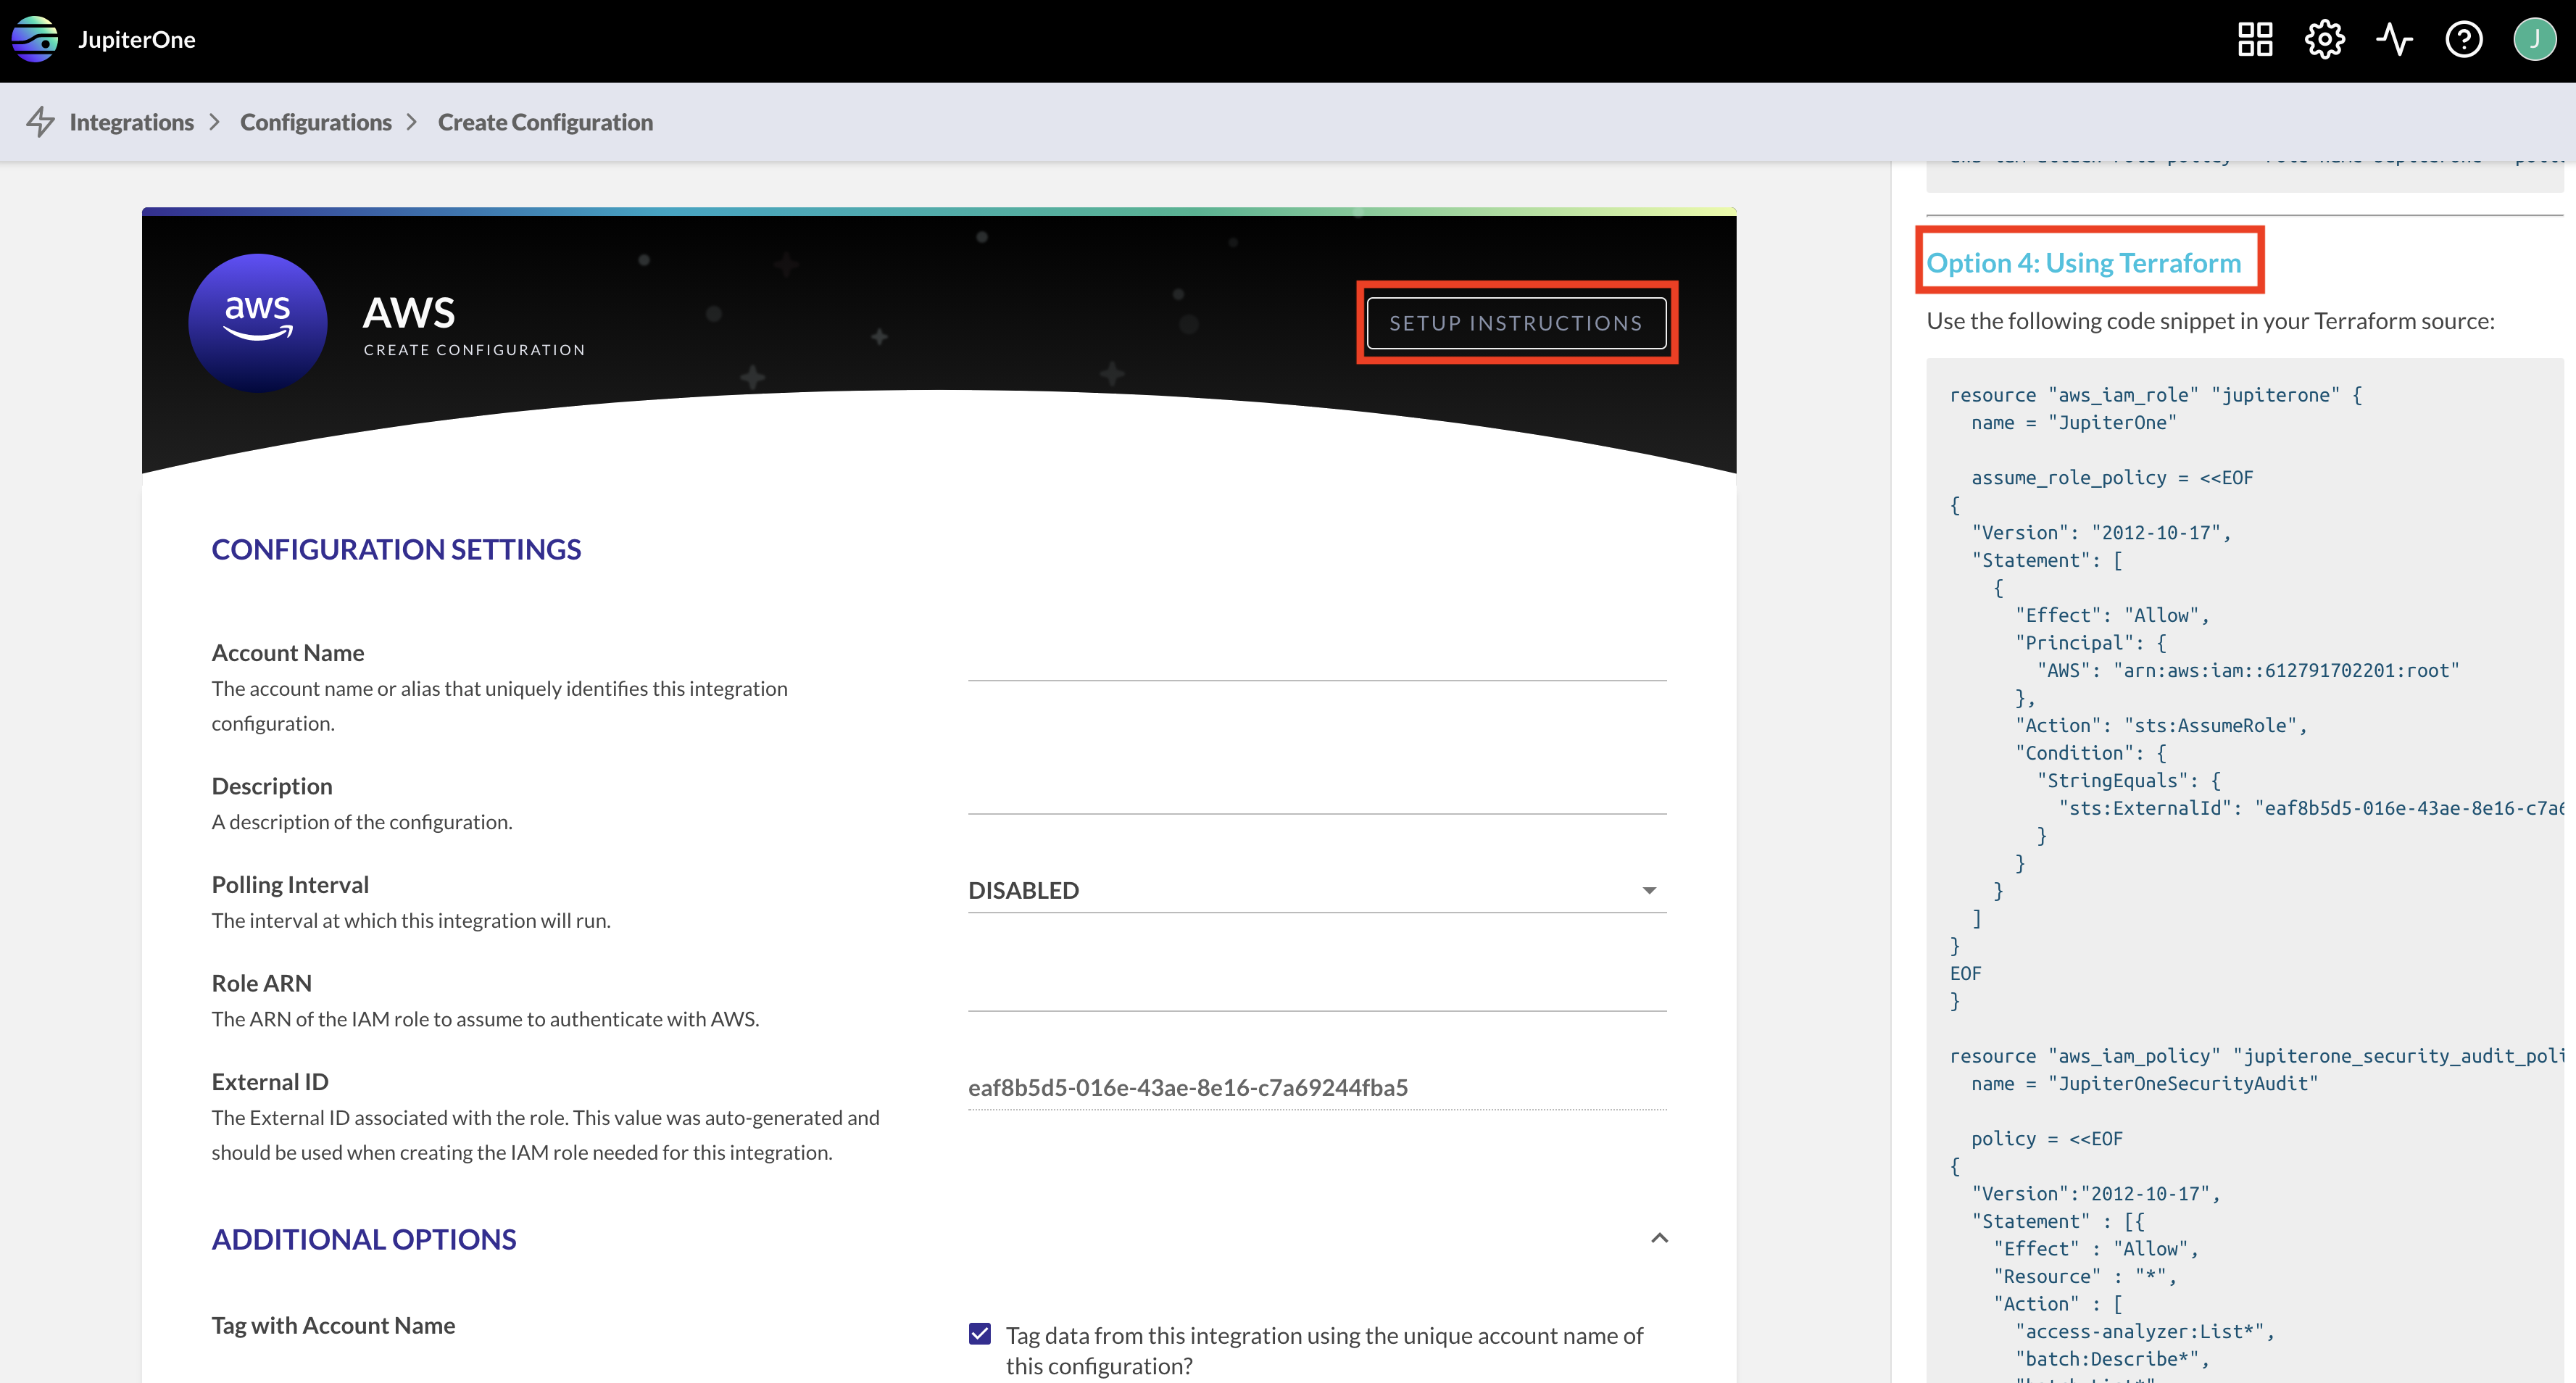 JupiterOne
J
Integrations > Configurations > Create Configuration
aws
AWS
CREATE CONFIGURATION
SETUP INSTRUCTIONS
CONFIGURATION SETTINGS
Account Name
The account name or alias that uniquely identifies this integration
configuration.
Description
A description of the configuration.
Polling Interval
The interval at which this integration will run.
DISABLED
Role ARN
The ARN of the IAM role to assume to authenticate with AWS.
External ID
The External ID associated with the role. This value was auto-generated and
should be used when creating the IAM role needed for this integration.
eaf8b5d5-016e-43ae-8e16-c7a69244fba5
ADDITIONAL OPTIONS
Tag with Account Name
Tag data from this integration using the unique account name of
this configuration?
Option 4: Using Terraform
Use the following code snippet in your Terraform source:
resource "aws_iam_role" "jupiterone" {
  name = "JupiterOne"
  assume_role_policy = <<EOF
{
  "Version": "2012-10-17",
  "Statement": [
    {
      "Effect": "Allow",
      "Principal": {
        "AWS": "arn:aws:iam::612791702201:root"
      },
      "Action": "sts:AssumeRole",
      "Condition": {
        "StringEquals": {
          "sts:ExternalId": "eaf8b5d5-016e-43ae-8e16-c7a6
        }
      }
    }
  ]
}
EOF
}
resource "aws_iam_policy" "jupiterone_security_audit_poli
  name = "JupiterOneSecurityAudit"
  policy = <<EOF
{
  "Version":"2012-10-17",
  "Statement" : [{
    "Effect" : "Allow",
    "Resource" : "*",
    "Action" : [
      "access-analyzer:List*",
      "batch:Describe*",